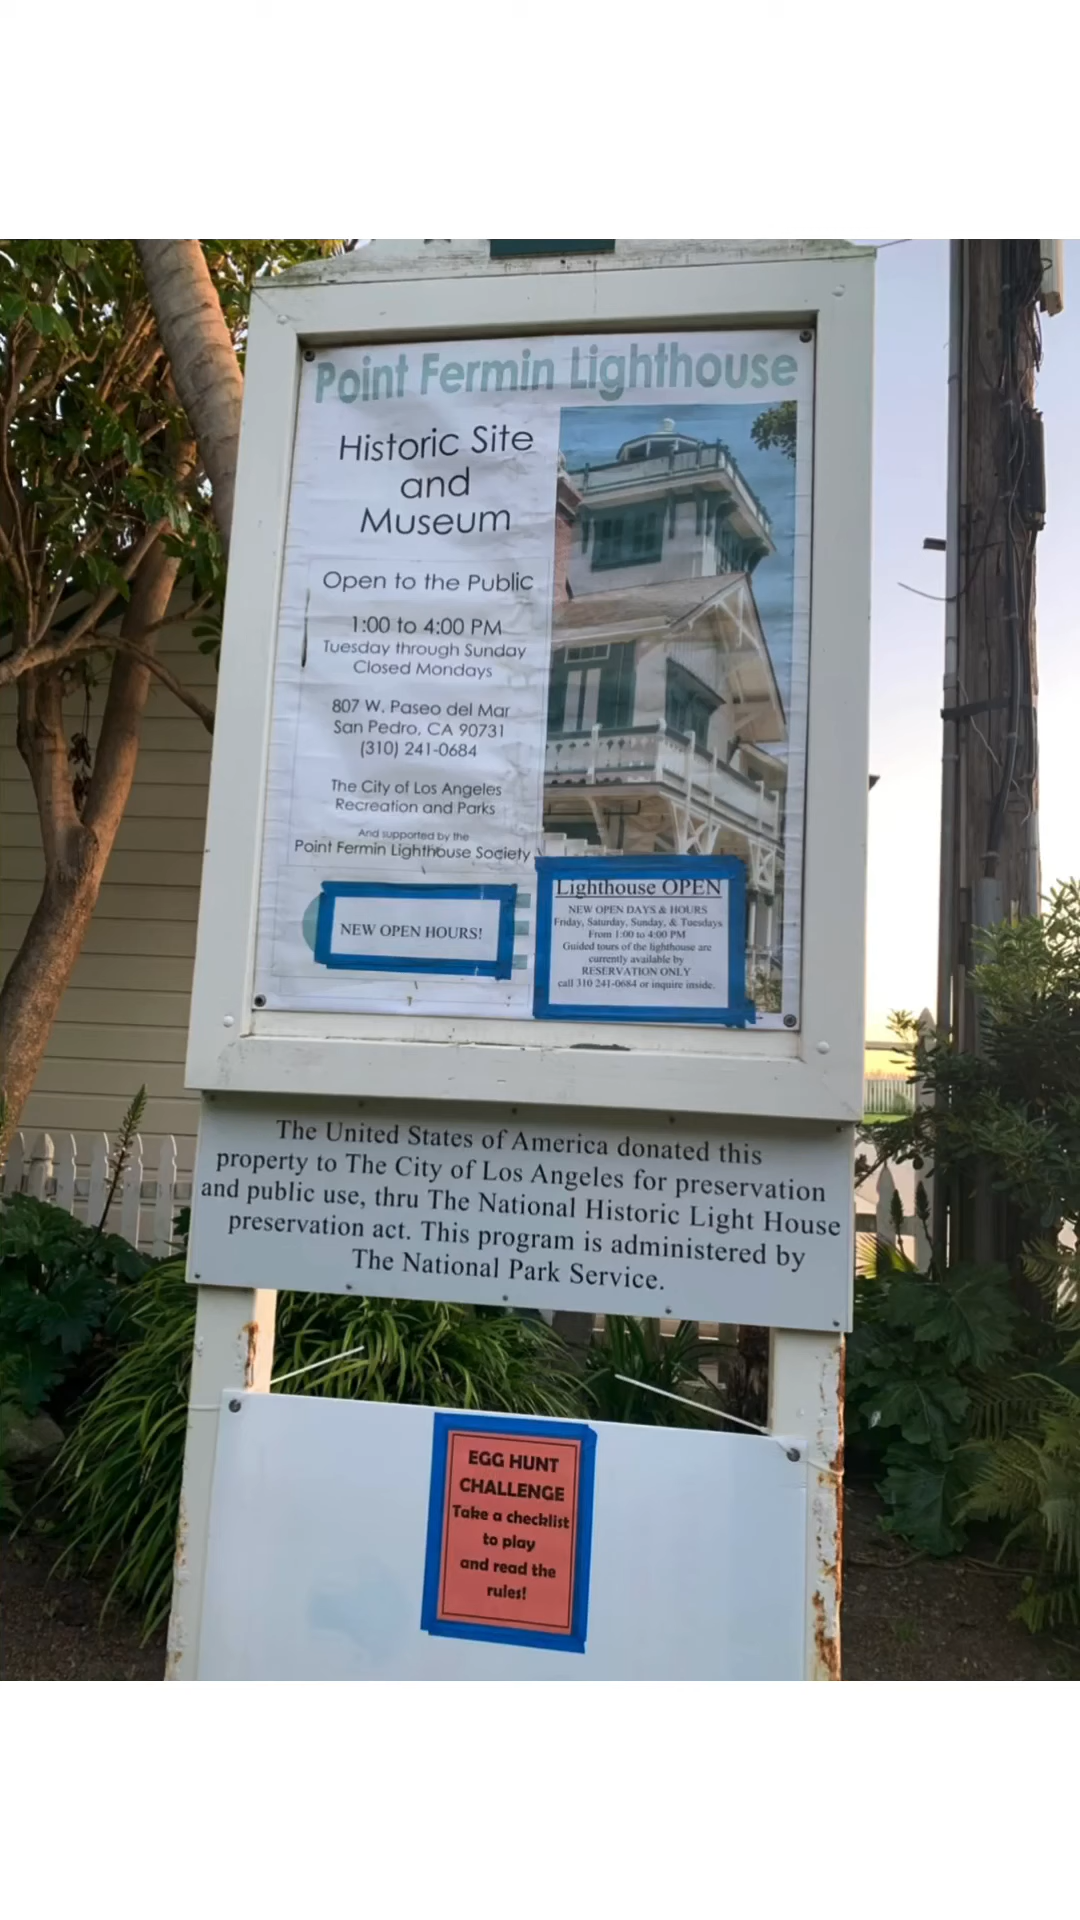 Point Fermin Lighthouse
Historic Site
and
Museum
Open to the Public
1:00 to 4:00 PM
Tuesday through Sunday
Closed Mondays
807 W. Paseo del Mar
San Pedro, CA 90731
(310) 241-0684
The City of Los Angeles
Recreation and Parks
And supported by the
Point Fermin Lighthouse Society
NEW OPEN HOURS!
Lighthouse OPEN
NEW OPEN DAYS & HOURS
Friday, Saturday, Sunday, & Tuesdays
From 1:00 to 4:00 PM
Guided tours of the lighthouse are
currently available by
RESERVATION ONLY
call 310 241-0684 or inquire inside.
The United States of America donated this
property to The City of Los Angeles for preservation
and public use, thru The National Historic Light House
preservation act. This program is administered by
The National Park Service.
EGG HUNT
CHALLENGE
Take a checklist
to play
and read the
rules!